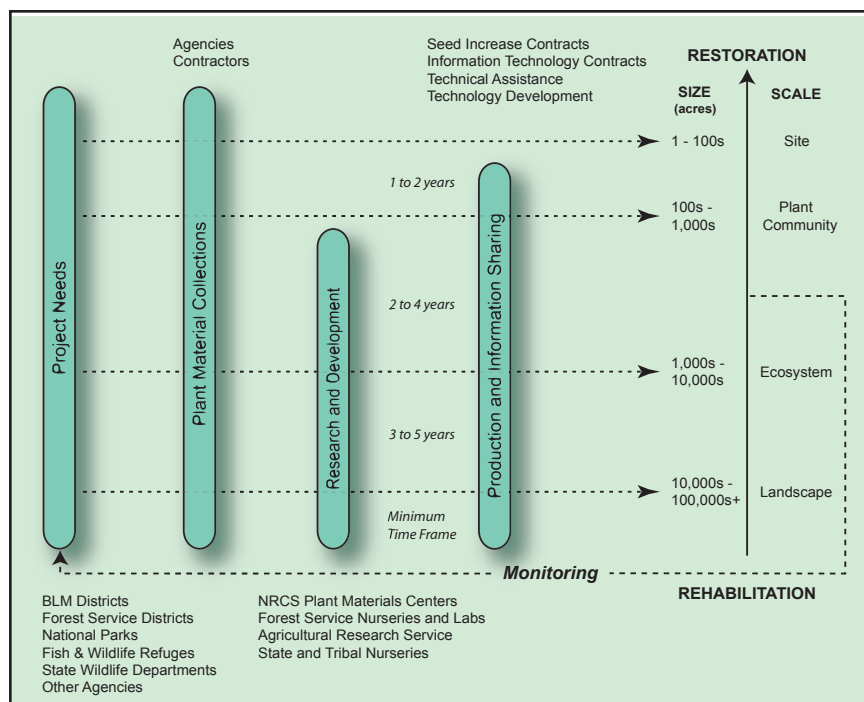 Agencies
Contractors
Seed Increase Contracts
Information Technology Contracts
Technical Assistance
Technology Development
RESTORATION
SIZE
(acres)
SCALE
1 - 100s
Site
1 to 2 years
100s -
1,000s
Plant
Community
2 to 4 years
1,000s -
10,000s
Ecosystem
3 to 5 years
10,000s -
100,000s+
Landscape
Minimum
Time Frame
Project Needs
Plant Material Collections
Research and Development
Production and Information Sharing
Monitoring
REHABILITATION
BLM Districts
Forest Service Districts
National Parks
Fish & Wildlife Refuges
State Wildlife Departments
Other Agencies
NRCS Plant Materials Centers
Forest Service Nurseries and Labs
Agricultural Research Service
State and Tribal Nurseries